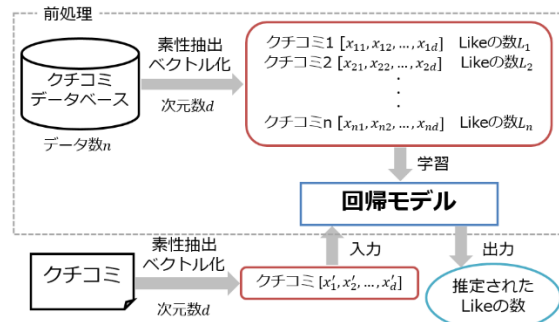 前処理
クチコミ
データベース
データ数n
素性抽出
ベクトル化
次元数d
クチコミ1 [x₁₁, x₁₂, ..., x₁d] Likeの数L₁
クチコミ2 [x₂₁, x₂₂, ..., x₂d] Likeの数L₂
.
.
.
クチコミn [xₙ₁, xₙ₂, ..., xₙd] Likeの数Lₙ
学習
回帰モデル
入力
出力
クチコミ
素性抽出
ベクトル化
次元数d
クチコミ [x′₁, x′₂, ..., x′d]
推定された
Likeの数